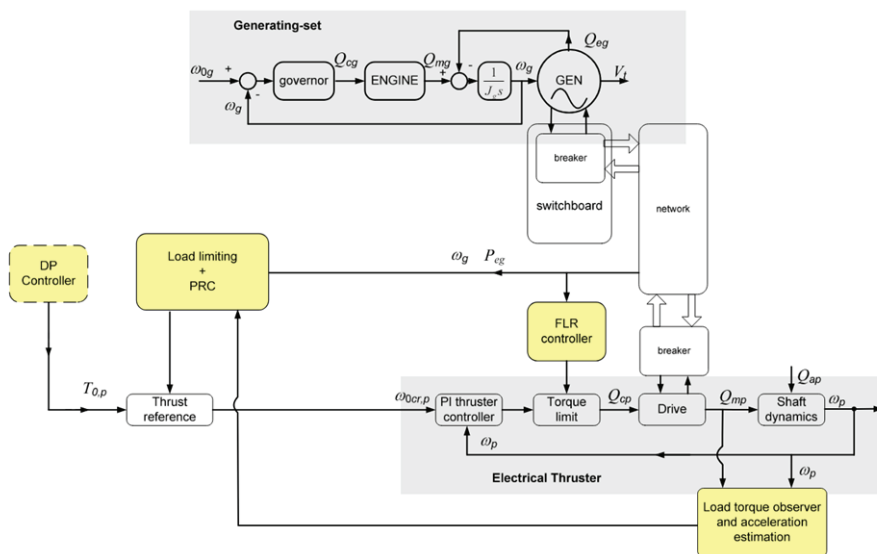 Generating-set
ω0g
+
-
ωg
governor
Qcg
ENGINE
Qmg
+
-
1
Jgs
ωg
Qeg
GEN
Vt
breaker
switchboard
network
DP
Controller
Load limiting
+
PRC
ωg Peg
FLR
controller
breaker
T0,p
Thrust
reference
ω0cr,p
PI thruster
controller
Torque
limit
Qcp
Drive
Qmp
Qap
Shaft
dynamics
ωp
ωp
ωp
Electrical Thruster
Load torque observer
and acceleration
estimation